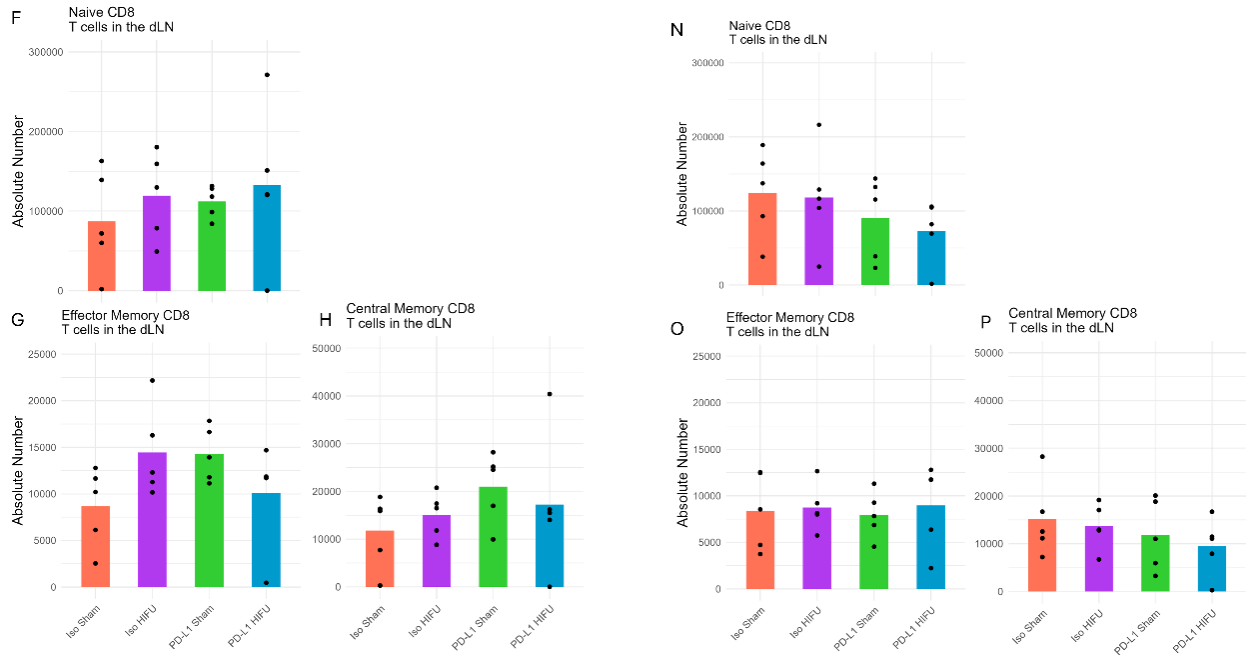 F
Naive CD8
T cells in the dLN
Absolute Number
300000
200000
100000
0
N
Naive CD8
T cells in the dLN
Absolute Number
300000
200000
100000
0
G
Effector Memory CD8
T cells in the dLN
Absolute Number
25000
20000
15000
10000
5000
0
Iso Sham
Iso HIFU
PD-L1 Sham
PD-L1 HIFU
H
Central Memory CD8
T cells in the dLN
50000
40000
30000
20000
10000
0
Iso Sham
Iso HIFU
PD-L1 Sham
PD-L1 HIFU
O
Effector Memory CD8
T cells in the dLN
Absolute Number
25000
20000
15000
10000
5000
0
Iso Sham
Iso HIFU
PD-L1 Sham
PD-L1 HIFU
P
Central Memory CD8
T cells in the dLN
50000
40000
30000
20000
10000
0
Iso Sham
Iso HIFU
PD-L1 Sham
PD-L1 HIFU